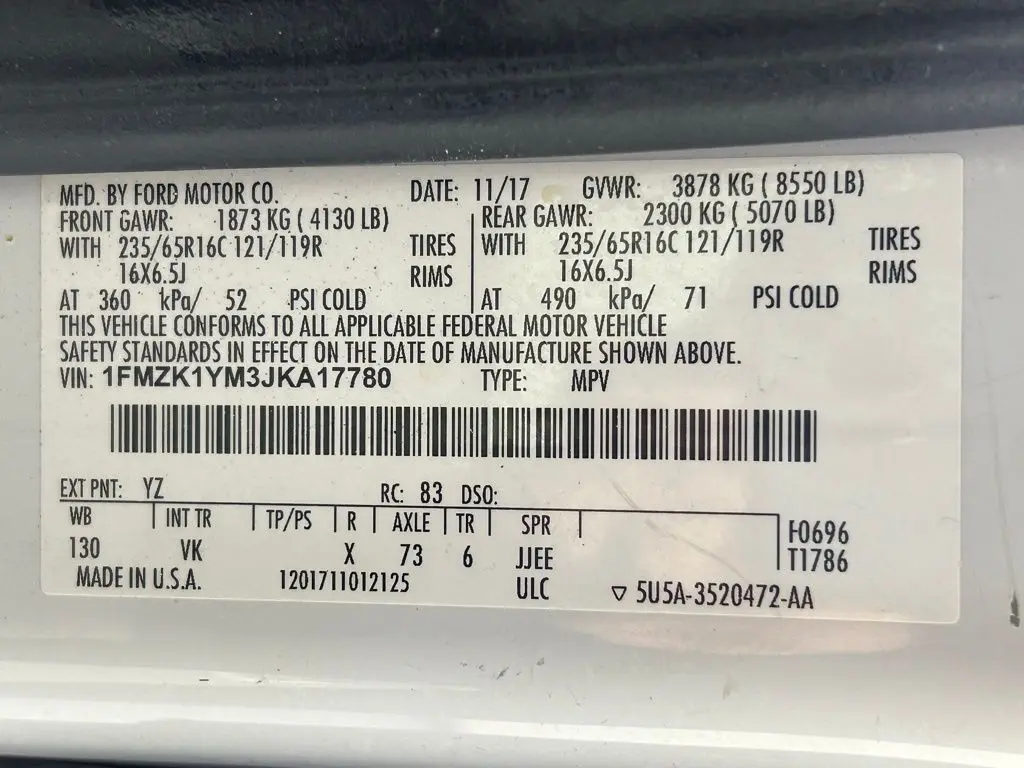 MFD. BY FORD MOTOR CO. DATE: 11/17 GVWR: 3878 KG ( 8550 LB)
FRONT GAWR: 1873 KG ( 4130 LB) REAR GAWR: 2300 KG ( 5070 LB)
WITH 235/65R16C 121/119R TIRES WITH 235/65R16C 121/119R TIRES
16X6.5J RIMS 16X6.5J RIMS
AT 360 kPa/ 52 PSI COLD AT 490 kPa/ 71 PSI COLD
THIS VEHICLE CONFORMS TO ALL APPLICABLE FEDERAL MOTOR VEHICLE
SAFETY STANDARDS IN EFFECT ON THE DATE OF MANUFACTURE SHOWN ABOVE.
VIN: 1FMZK1YM3JKA17780 TYPE: MPV
EXT PNT: YZ RC: 83 DSO:
WB INT TR TP/PS R AXLE TR SPR F0696
130 VK X 73 6 JJEE T1786
MADE IN U.S.A. 1201711012125 ULC ▽ 5U5A-3520472-AA